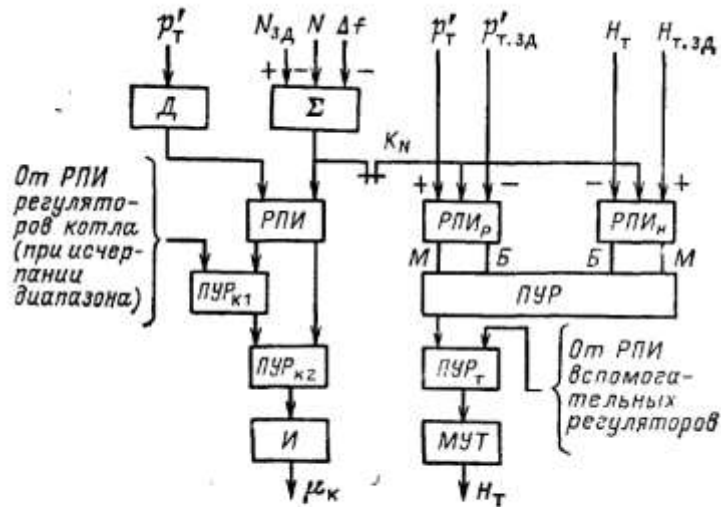 p′т
Nзд N Δf
p′т p′т.зд
Hт Hт.зд
+ − −
Д
Σ
KN
От РПИ
регулято-
ров котла
(при исчер-
пании
диапазона)
РПИ
+ −
РПИр
− +
РПИн
М Б Б М
ПУРк1
ПУР
ПУРк2
ПУРт
От РПИ
вспомога-
тельных
регуляторов
И
МУТ
μк
Hт